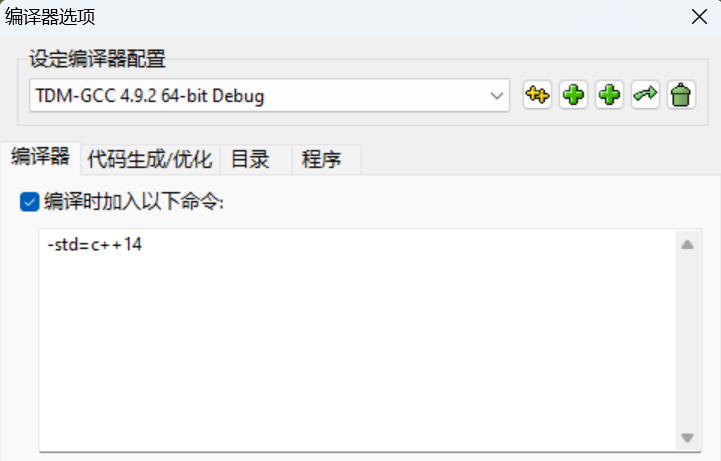 编译器选项
设定编译器配置
TDM-GCC 4.9.2 64-bit Debug
编译器 代码生成/优化 目录 程序
编译时加入以下命令:
-std=c++14